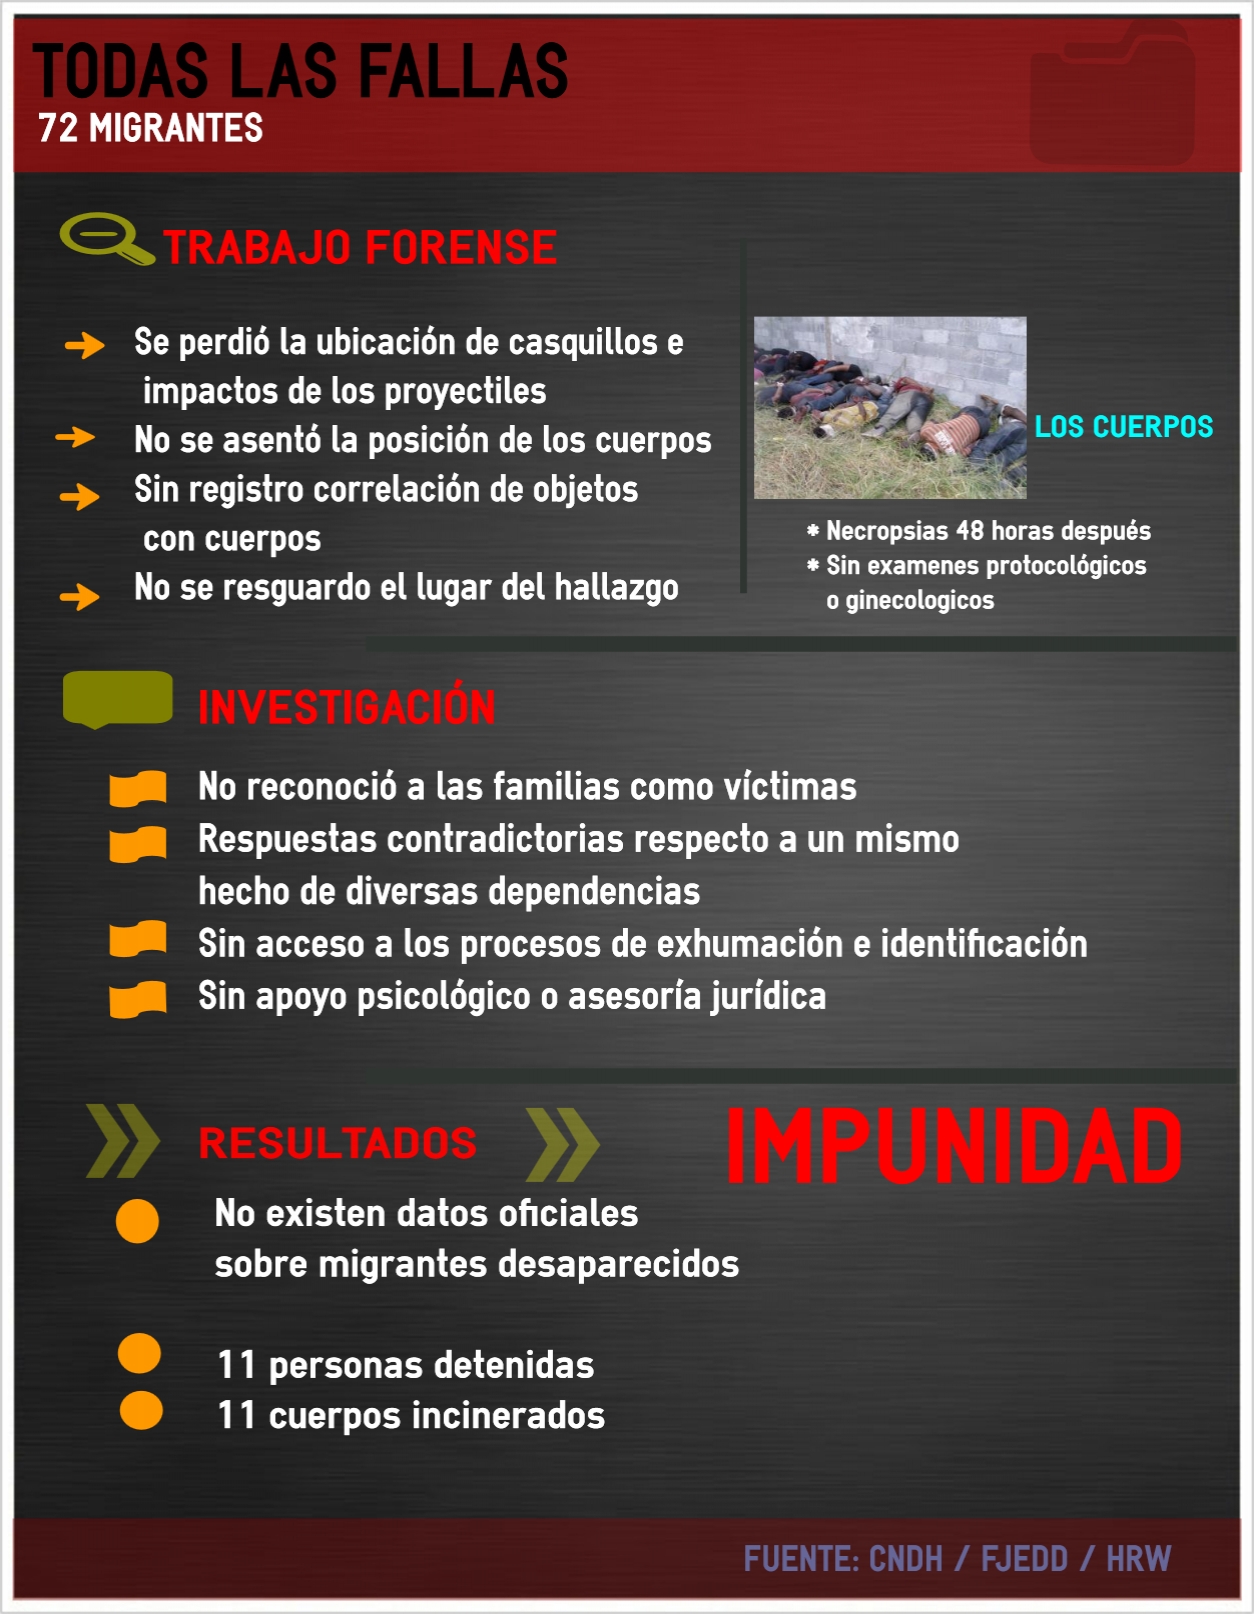 TODAS LAS FALLAS
72 MIGRANTES
TRABAJO FORENSE
Se perdió la ubicación de casquillos e
impactos de los proyectiles
No se asentó la posición de los cuerpos
Sin registro correlación de objetos
con cuerpos
No se resguardo el lugar del hallazgo
LOS CUERPOS
* Necropsias 48 horas después
* Sin examenes protocológicos
o ginecologicos
INVESTIGACIÓN
No reconoció a las familias como víctimas
Respuestas contradictorias respecto a un mismo
hecho de diversas dependencias
Sin acceso a los procesos de exhumación e identificación
Sin apoyo psicológico o asesoría jurídica
RESULTADOS
IMPUNIDAD
No existen datos oficiales
sobre migrantes desaparecidos
11 personas detenidas
11 cuerpos incinerados
FUENTE: CNDH / FJEDD / HRW